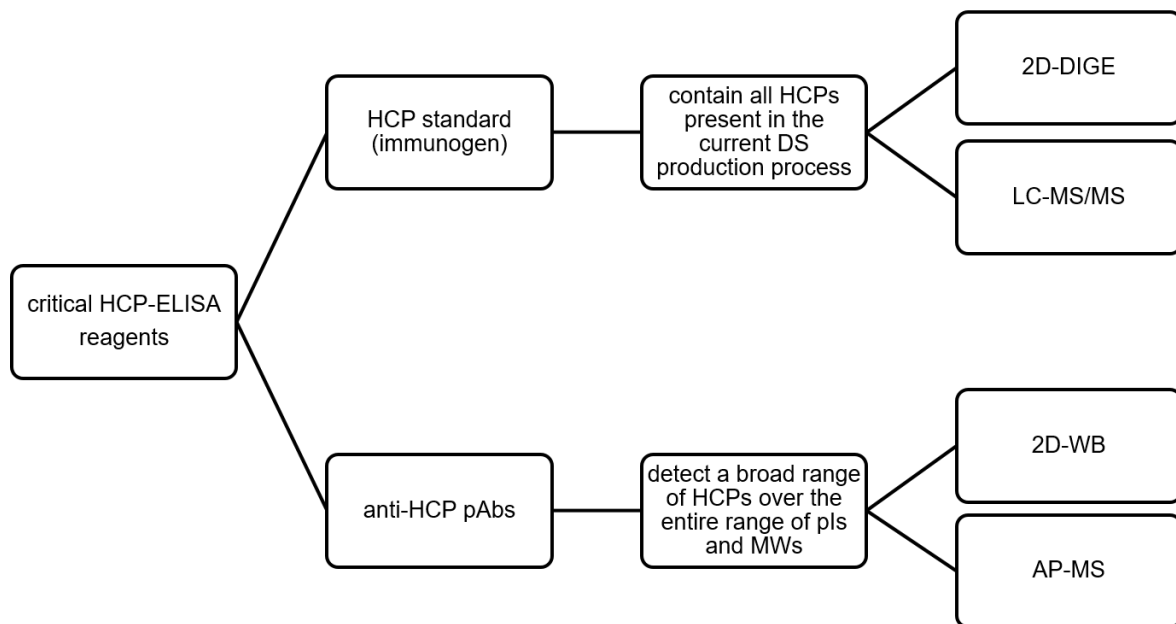 critical HCP-ELISA
reagents
HCP standard
(immunogen)
contain all HCPs
present in the
current DS
production process
2D-DIGE
LC-MS/MS
anti-HCP pAbs
detect a broad range
of HCPs over the
entire range of pIs
and MWs
2D-WB
AP-MS